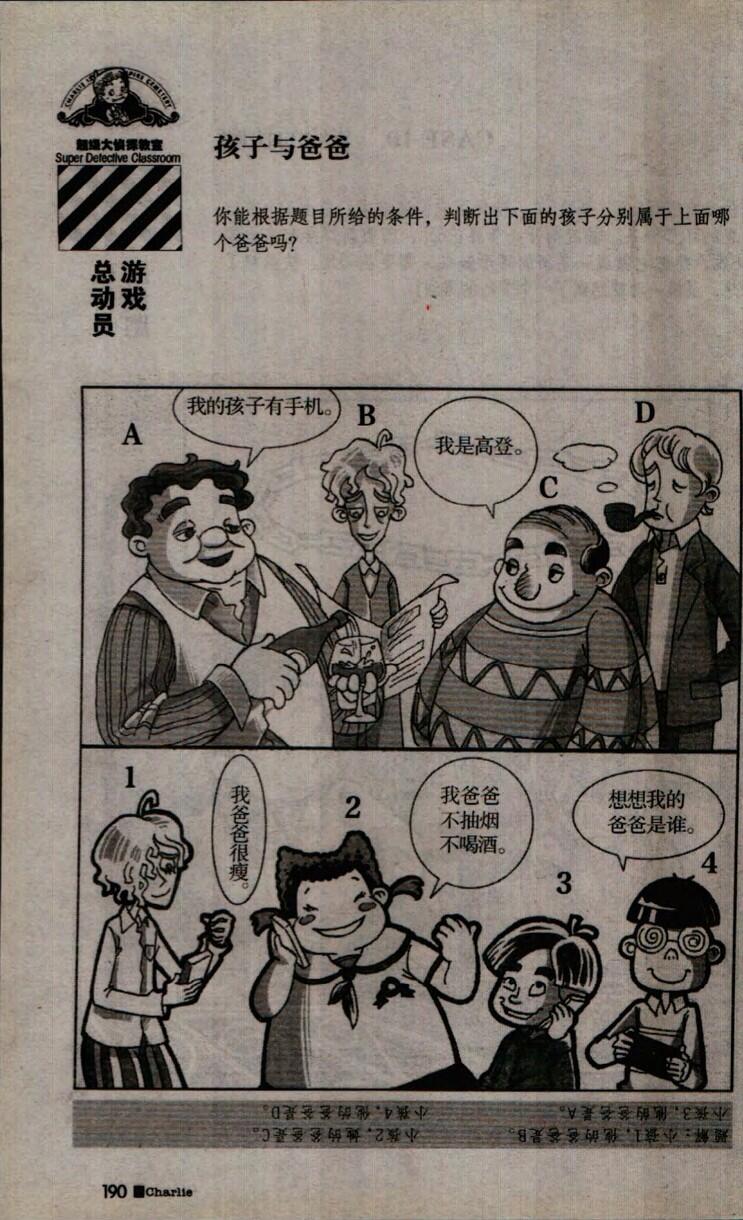 CHARLIE IX
超级大侦探教室
Super Detective Classroom
游戏
总动员
孩子与爸爸
你能根据题目所给的条件，判断出下面的孩子分别属于上面哪
个爸爸吗？
A
我的孩子有手机。
B
我是高登。
C
D
1
我爸爸很瘦。
2
我爸爸
不抽烟
不喝酒。
3
想想我的
爸爸是谁。
4
题解：小孩1，他的爸爸是B。 小孩2，她的爸爸是C。
小孩3，他的爸爸是A。 小孩4，他的爸爸是D。
190 Charlie